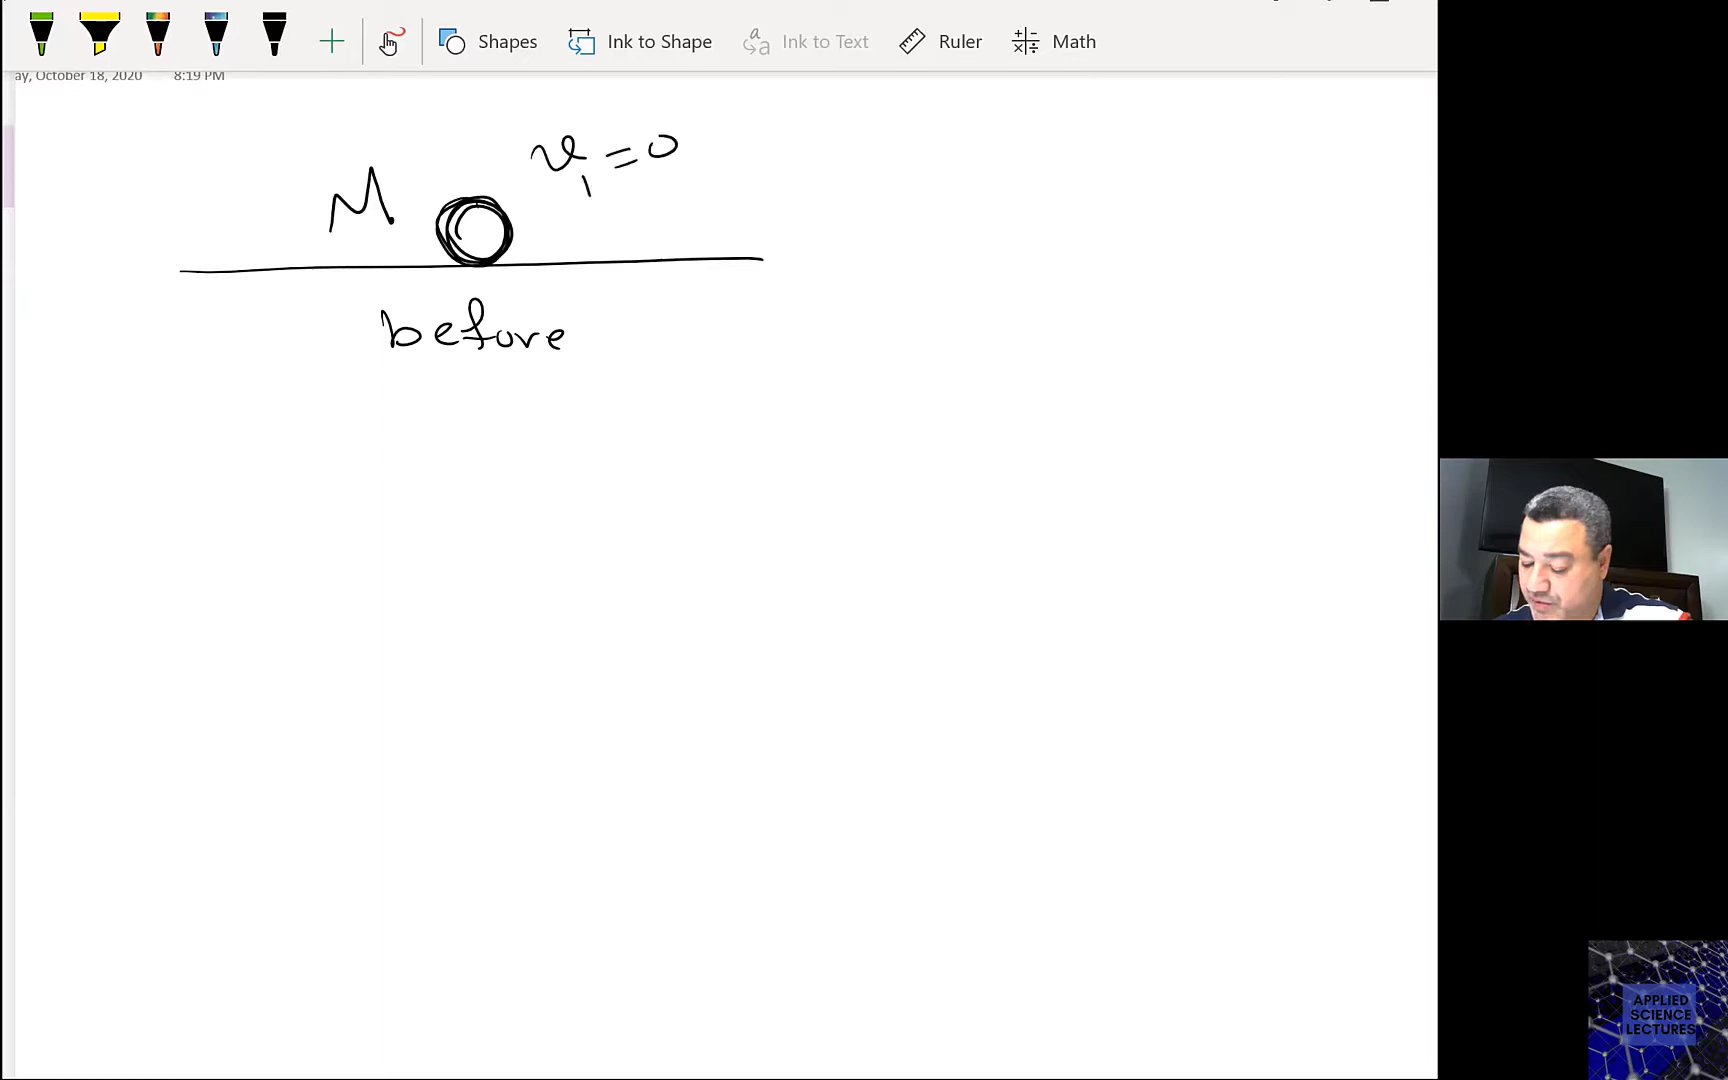 Shapes
Ink to Shape
Ink to Text
Ruler
Math
ay, October 18, 2020 8:19 PM
M
v₁ = 0
before
APPLIED
SCIENCE
LECTURES